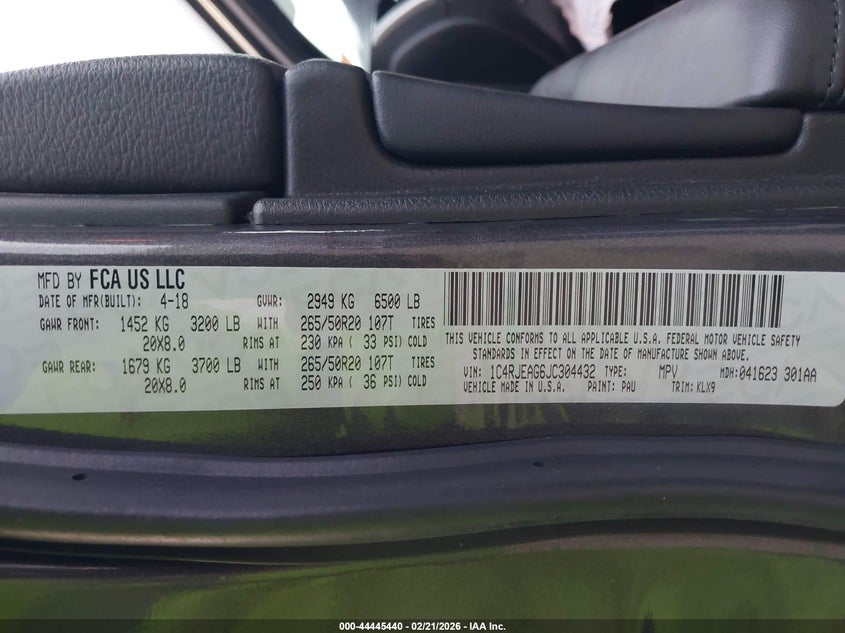 MFD BY FCA US LLC
DATE OF MFR(BUILT): 4-18 GVWR: 2949 KG 6500 LB
GAWR FRONT: 1452 KG 3200 LB WITH 265/50R20 107T TIRES
20X8.0 RIMS AT 230 KPA ( 33 PSI) COLD
GAWR REAR: 1679 KG 3700 LB WITH 265/50R20 107T TIRES
20X8.0 RIMS AT 250 KPA ( 36 PSI) COLD
THIS VEHICLE CONFORMS TO ALL APPLICABLE U.S.A. FEDERAL MOTOR VEHICLE SAFETY
STANDARDS IN EFFECT ON THE DATE OF MANUFACTURE SHOWN ABOVE.
VIN: 1C4RJEAG6JC304432 TYPE: MPV MDH:041623 301AA
VEHICLE MADE IN U.S.A. PAINT: PAU TRIM: KLX9
000-44445440 - 02/21/2026 - IAA Inc.